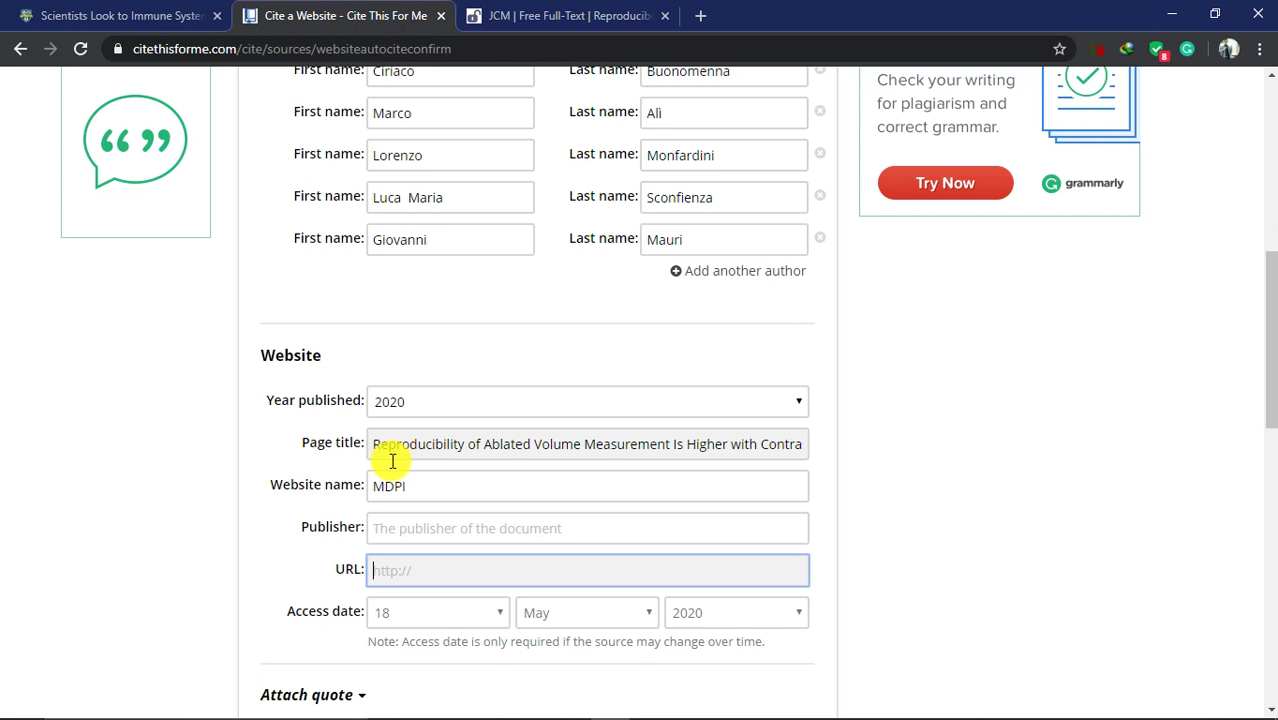 Scientists Look to Immune Syste
Cite a Website - Cite This For Me
JCM | Free Full-Text | Reproducib
citethisforme.com/cite/sources/websiteautociteconfirm
8
First name: Ciriaco Last name: Buonomenna
First name: Marco Last name: Alì
First name: Lorenzo Last name: Monfardini
First name: Luca Maria Last name: Sconfienza
First name: Giovanni Last name: Mauri
Add another author
Check your writing
for plagiarism and
correct grammar.
Try Now
grammarly
Website
Year published: 2020
Page title: Reproducibility of Ablated Volume Measurement Is Higher with Contra
Website name: MDPI
Publisher: The publisher of the document
URL: http://
Access date: 18 May 2020
Note: Access date is only required if the source may change over time.
Attach quote